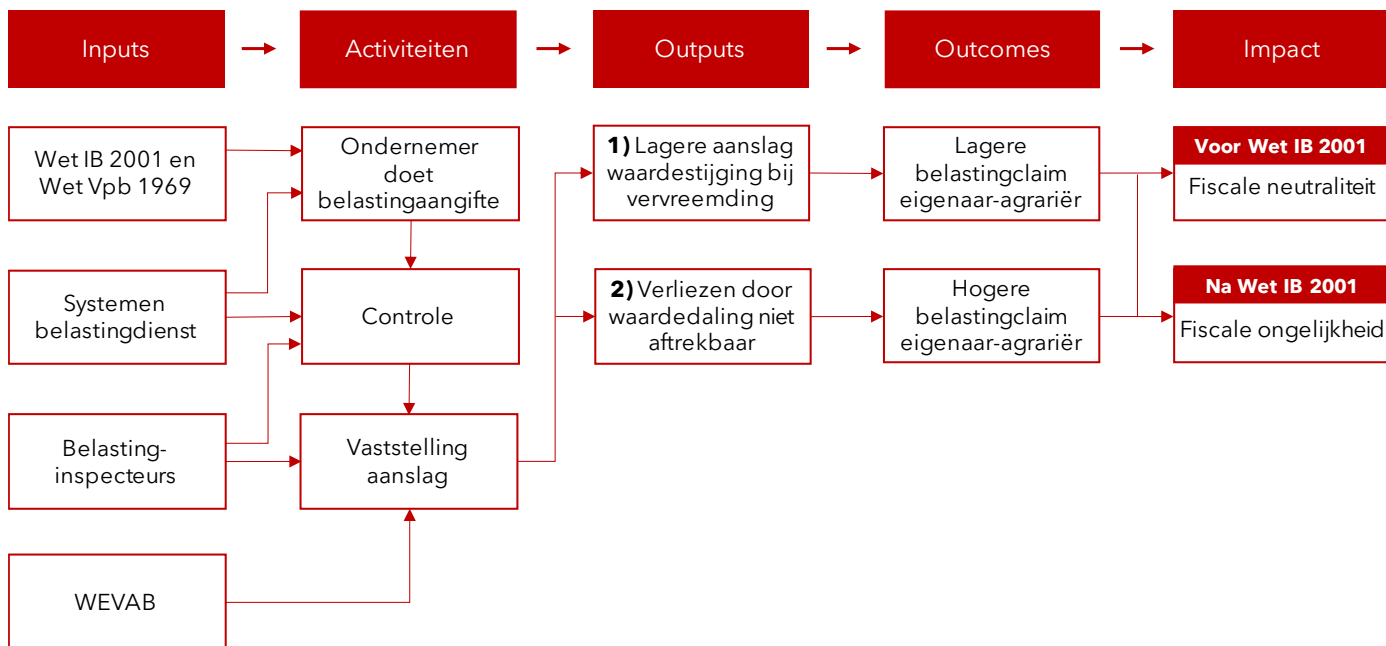 Inputs
Activiteiten
Outputs
Outcomes
Impact
Wet IB 2001 en
Wet Vpb 1969
Ondernemer
doet
belastingaangifte
1) Lagere aanslag
waardestijging bij
vervreemding
Lagere
belastingclaim
eigenaar-agrariër
Voor Wet IB 2001
Fiscale neutraliteit
Systemen
belastingdienst
Controle
2) Verliezen door
waardedaling niet
aftrekbaar
Hogere
belastingclaim
eigenaar-agrariër
Na Wet IB 2001
Fiscale ongelijkheid
Belasting-
inspecteurs
Vaststelling
aanslag
WEVAB